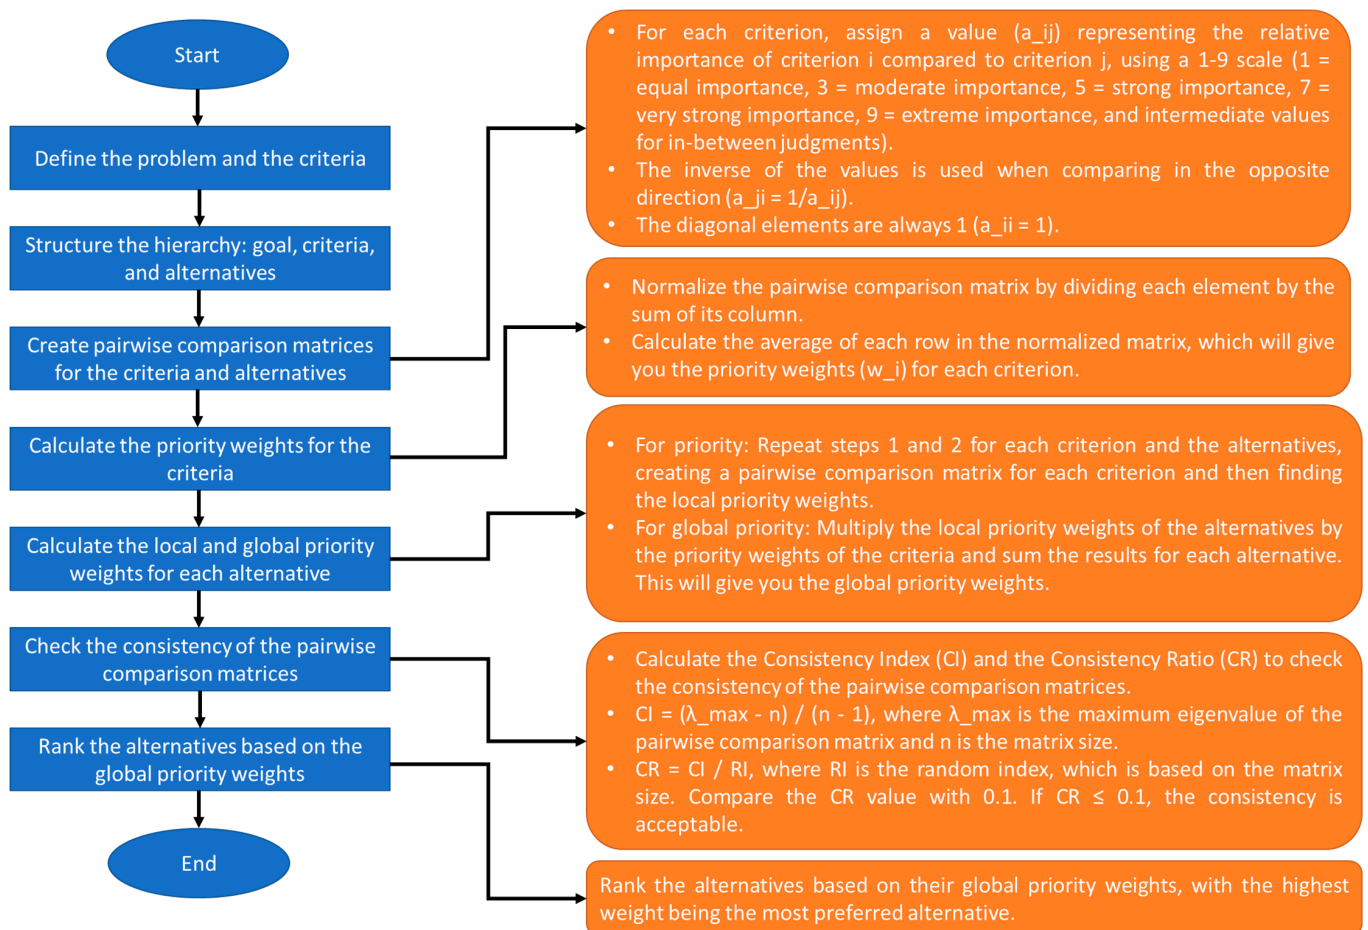 Start
Define the problem and the criteria
Structure the hierarchy: goal, criteria,
and alternatives
Create pairwise comparison matrices
for the criteria and alternatives
Calculate the priority weights for the
criteria
Calculate the local and global priority
weights for each alternative
Check the consistency of the pairwise
comparison matrices
Rank the alternatives based on the
global priority weights
End
• For each criterion, assign a value (a_ij) representing the relative
importance of criterion i compared to criterion j, using a 1-9 scale (1 =
equal importance, 3 = moderate importance, 5 = strong importance, 7 =
very strong importance, 9 = extreme importance, and intermediate values
for in-between judgments).
• The inverse of the values is used when comparing in the opposite
direction (a_ji = 1/a_ij).
• The diagonal elements are always 1 (a_ii = 1).
• Normalize the pairwise comparison matrix by dividing each element by the
sum of its column.
• Calculate the average of each row in the normalized matrix, which will give
you the priority weights (w_i) for each criterion.
• For priority: Repeat steps 1 and 2 for each criterion and the alternatives,
creating a pairwise comparison matrix for each criterion and then finding
the local priority weights.
• For global priority: Multiply the local priority weights of the alternatives by
the priority weights of the criteria and sum the results for each alternative.
This will give you the global priority weights.
• Calculate the Consistency Index (CI) and the Consistency Ratio (CR) to check
the consistency of the pairwise comparison matrices.
• CI = (λ_max - n) / (n - 1), where λ_max is the maximum eigenvalue of the
pairwise comparison matrix and n is the matrix size.
• CR = CI / RI, where RI is the random index, which is based on the matrix
size. Compare the CR value with 0.1. If CR ≤ 0.1, the consistency is
acceptable.
Rank the alternatives based on their global priority weights, with the highest
weight being the most preferred alternative.